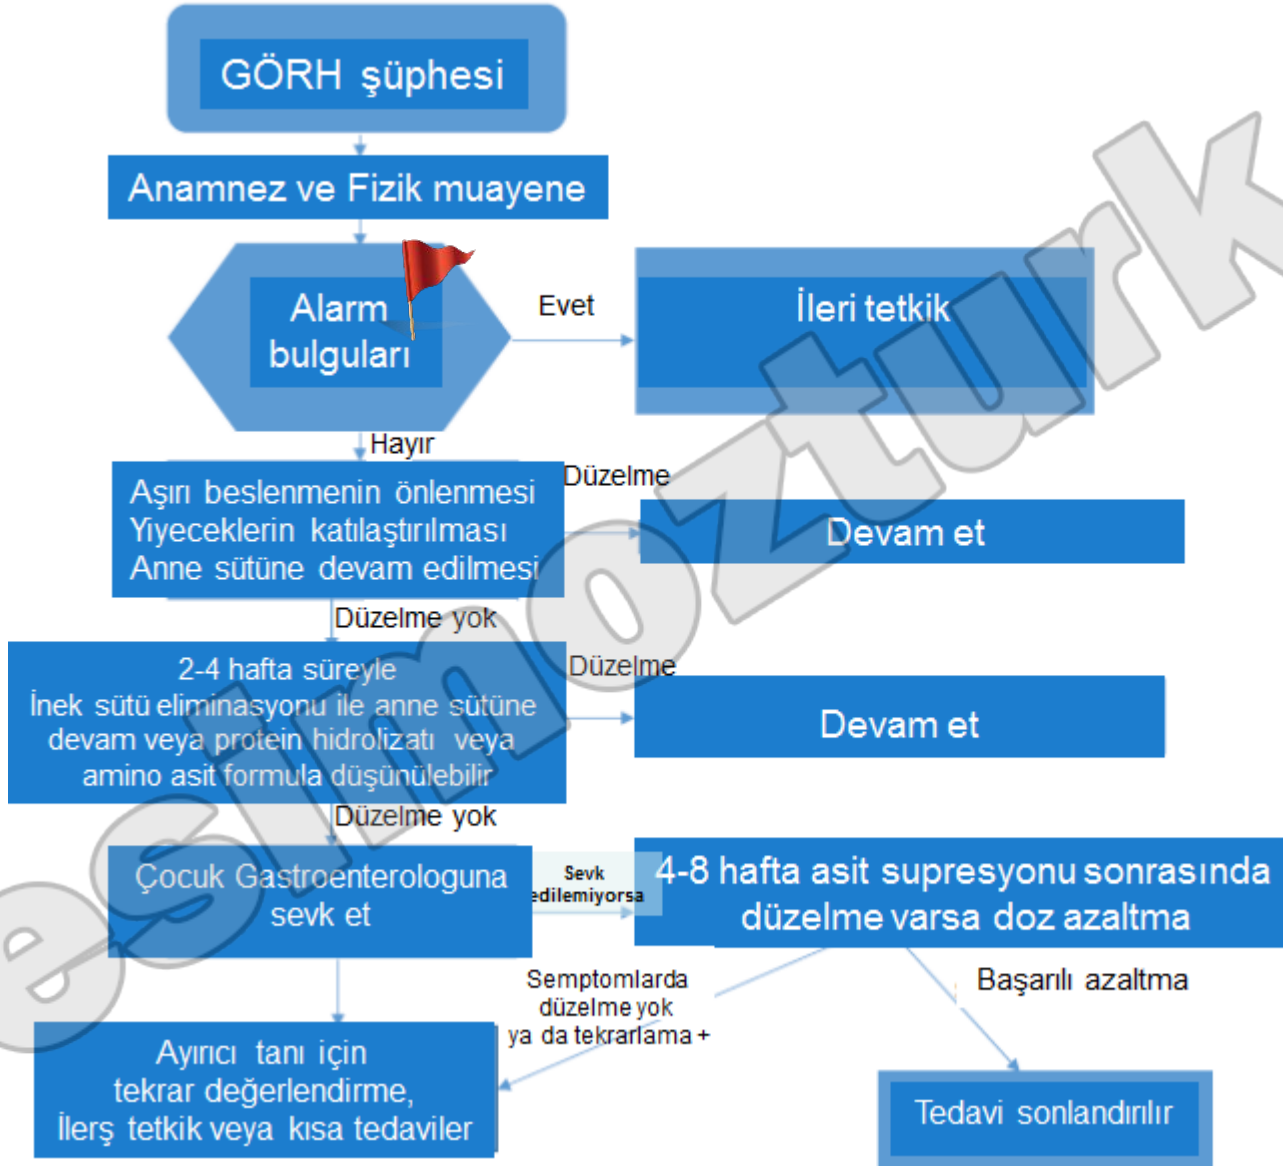 GÖRH şüphesi
Anamnez ve Fizik muayene
Alarm
bulguları
Evet
İleri tetkik
Hayır
Aşırı beslenmenin önlenmesi
Yiyeceklerin katılaştırılması
Anne sütüne devam edilmesi
Düzelme
Devam et
Düzelme yok
2-4 hafta süreyle
İnek sütü eliminasyonu ile anne sütüne
devam veya protein hidrolizatı veya
amino asit formula düşünülebilir
Düzelme
Devam et
Düzelme yok
Çocuk Gastroenterologuna
sevk et
Sevk
edilemiyorsa
4-8 hafta asit supresyonu sonrasında
düzelme varsa doz azaltma
Semptomlarda
düzelme yok
ya da tekrarlama +
Başarılı azaltma
Ayırıcı tanı için
tekrar değerlendirme,
İlerş tetkik veya kısa tedaviler
Tedavi sonlandırılır
esimozturk